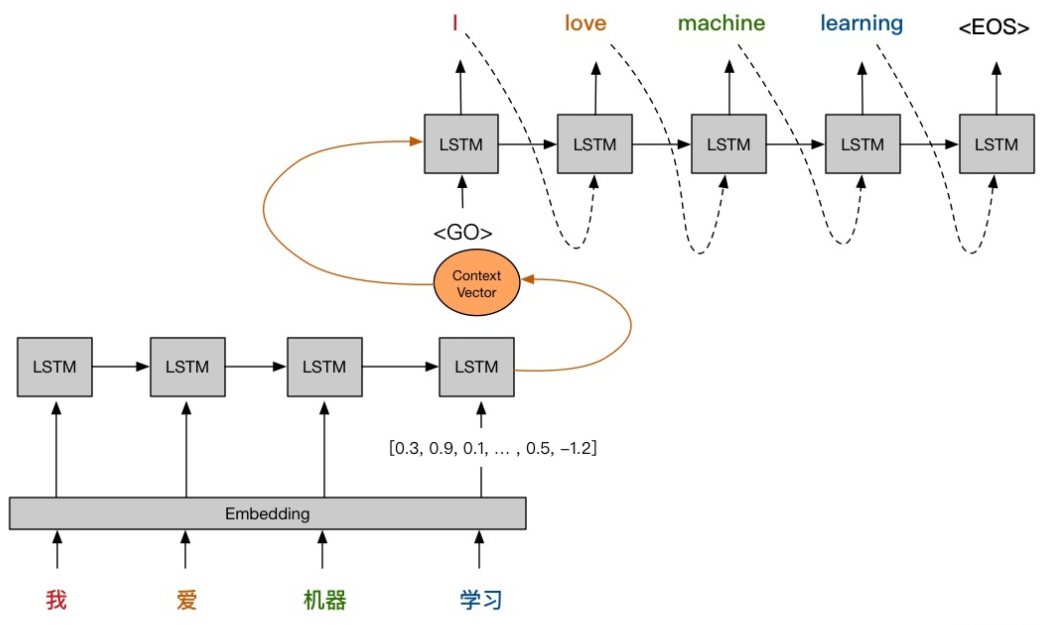 I love machine learning <EOS>
LSTM LSTM LSTM LSTM LSTM
<GO>
Context
Vector
LSTM LSTM LSTM LSTM
[0.3, 0.9, 0.1, ... , 0.5, −1.2]
Embedding
我 爱 机器 学习